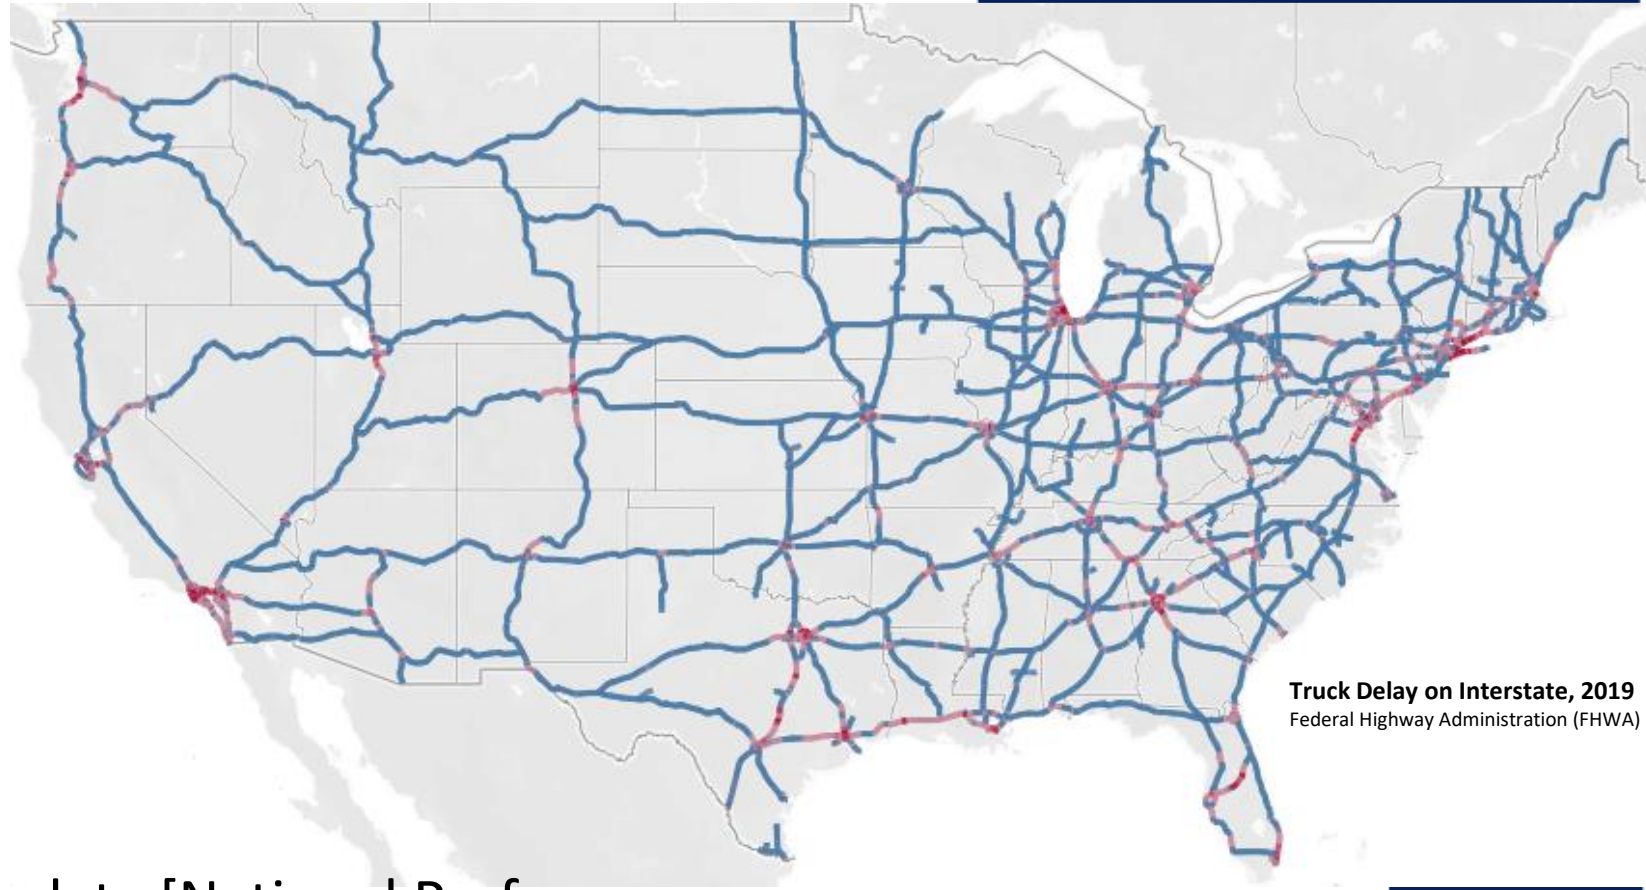 Truck Delay on Interstate, 2019
Federal Highway Administration (FHWA)